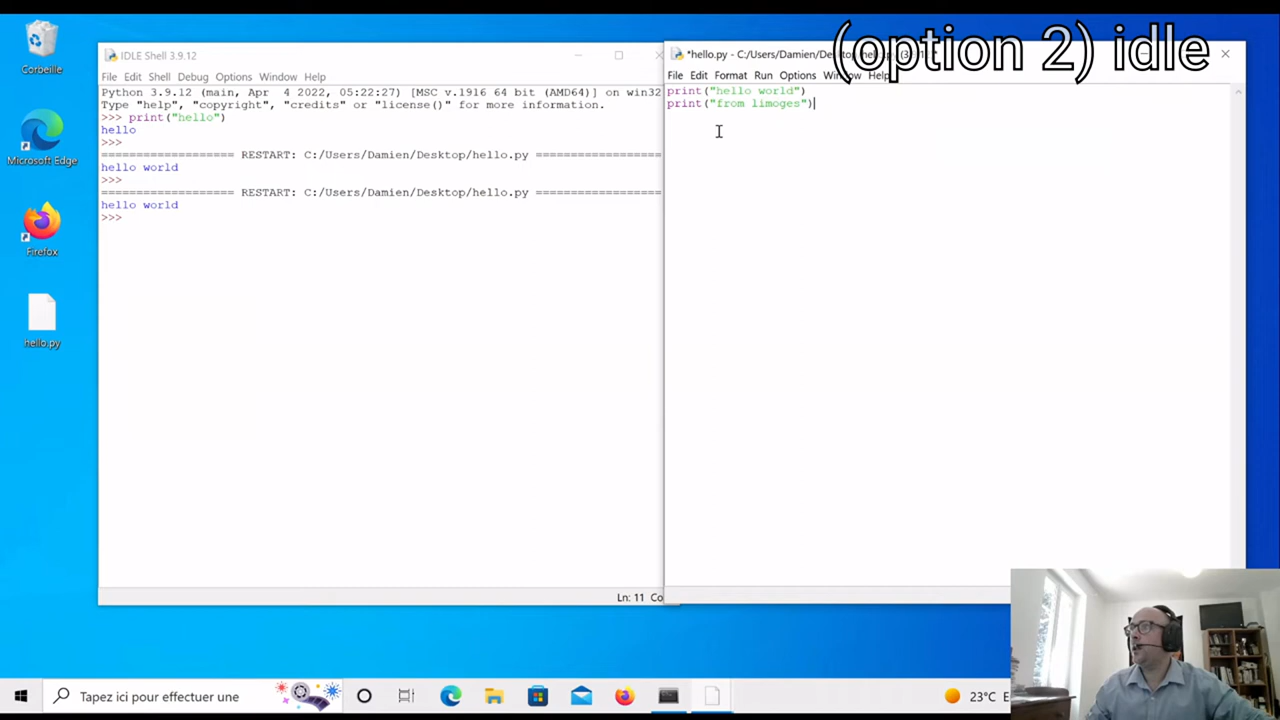 (option 2) idle
Corbeille
Microsoft Edge
Firefox
hello.py
IDLE Shell 3.9.12
File Edit Shell Debug Options Window Help
Python 3.9.12 (main, Apr  4 2022, 05:22:27) [MSC v.1916 64 bit (AMD64)] on win32
Type "help", "copyright", "credits" or "license()" for more information.
>>> print("hello")
hello
>>>
=================== RESTART: C:/Users/Damien/Desktop/hello.py ==================
hello world
>>>
=================== RESTART: C:/Users/Damien/Desktop/hello.py ==================
hello world
>>>
Ln: 11 Co
*hello.py - C:/Users/Damien/De
File Edit Format Run Options Window Help
print("hello world")
print("from limoges")
Tapez ici pour effectuer une
23°C E